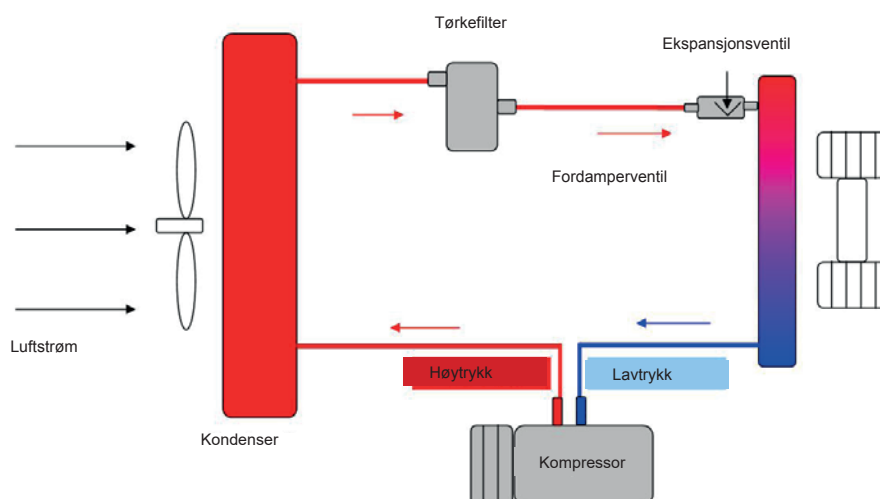 Tørkefilter
Ekspansjonsventil
Fordamperventil
Luftstrøm
Høytrykk
Lavtrykk
Kondenser
Kompressor